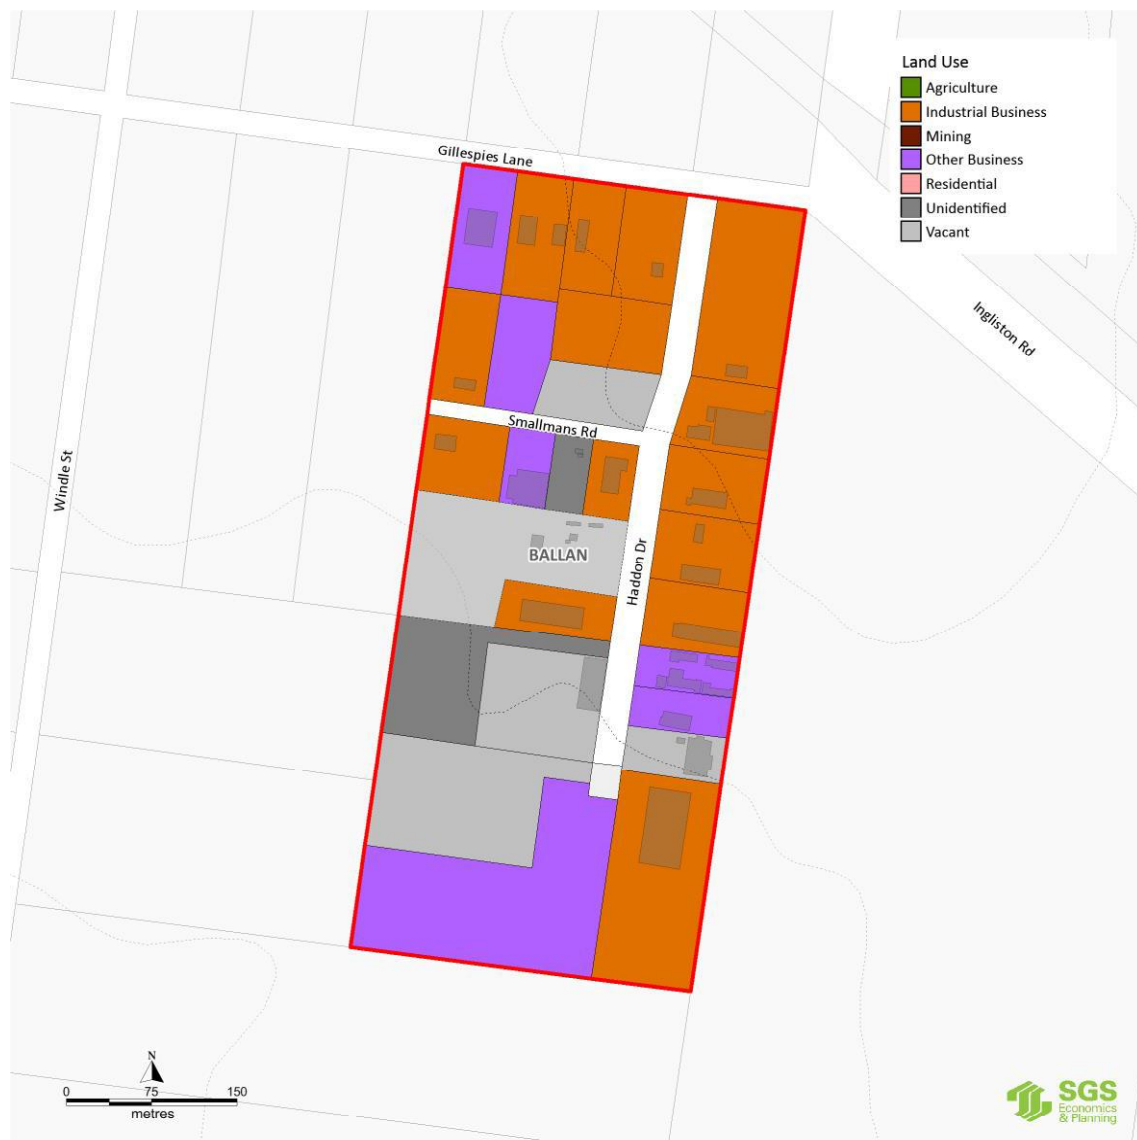 Land Use
Agriculture
Industrial Business
Mining
Other Business
Residential
Unidentified
Vacant
Gillespies Lane
Ingliston Rd
Smallmans Rd
Windle St
BALLAN
Haddon Dr
N
0 75 150
metres
SGS
Economics
& Planning